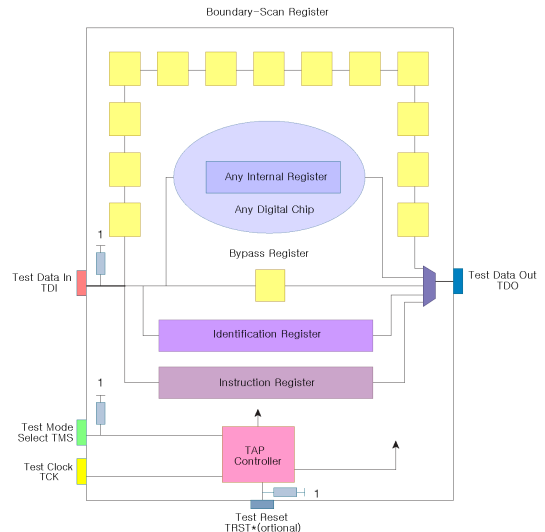 Boundary-Scan Register
Any Internal Register
Any Digital Chip
1
Bypass Register
Test Data In
TDI
Test Data Out
TDO
Identification Register
Instruction Register
1
Test Mode
Select TMS
TAP
Controller
Test Clock
TCK
1
Test Reset
TRST*(ortional)